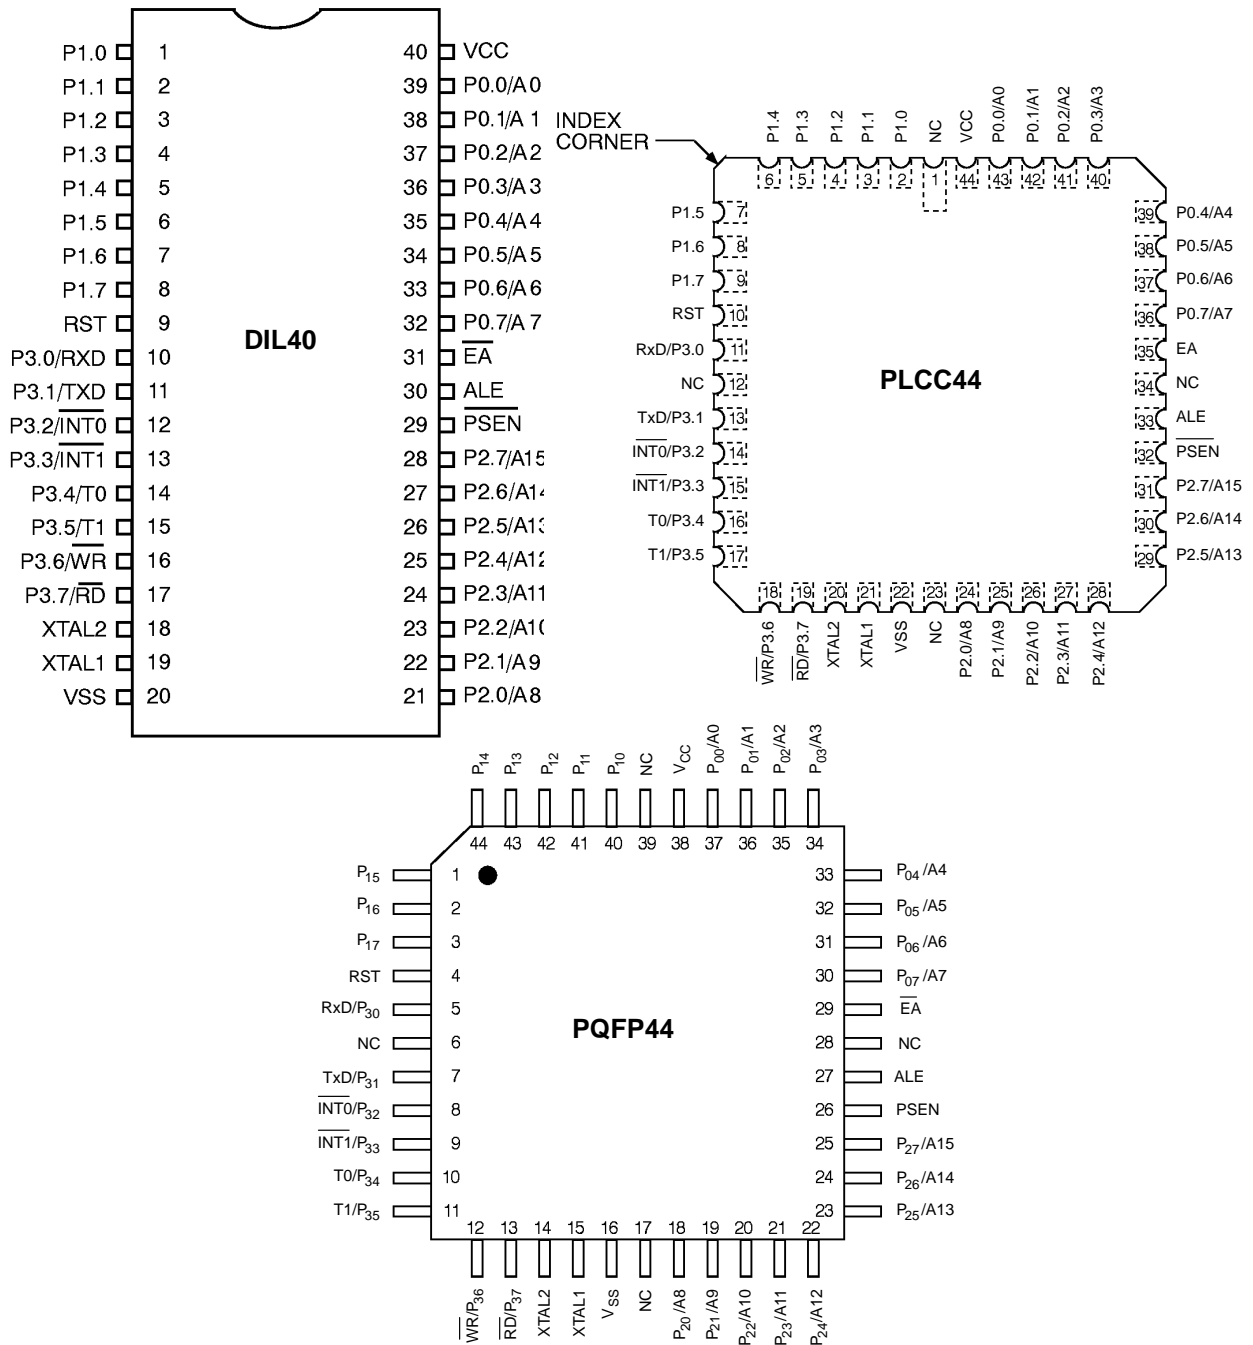 P1.0 1 40 VCC
P1.1 2 39 P0.0/A0
P1.2 3 38 P0.1/A 1
P1.3 4 37 P0.2/A2
P1.4 5 36 P0.3/A3
P1.5 6 35 P0.4/A4
P1.6 7 34 P0.5/A5
P1.7 8 33 P0.6/A6
RST 9 32 P0.7/A7
P3.0/RXD 10 31 EA
P3.1/TXD 11 30 ALE
P3.2/INT0 12 29 PSEN
P3.3/INT1 13 28 P2.7/A15
P3.4/T0 14 27 P2.6/A14
P3.5/T1 15 26 P2.5/A13
P3.6/WR 16 25 P2.4/A12
P3.7/RD 17 24 P2.3/A11
XTAL2 18 23 P2.2/A10
XTAL1 19 22 P2.1/A9
VSS 20 21 P2.0/A8
DIL40
INDEX
CORNER
P1.4 P1.3 P1.2 P1.1 P1.0 NC VCC P0.0/A0 P0.1/A1 P0.2/A2 P0.3/A3
6 5 4 3 2 1 44 43 42 41 40
P1.5 7 39 P0.4/A4
P1.6 8 38 P0.5/A5
P1.7 9 37 P0.6/A6
RST 10 36 P0.7/A7
RxD/P3.0 11 35 EA
NC 12 34 NC
TxD/P3.1 13 33 ALE
INT0/P3.2 14 32 PSEN
INT1/P3.3 15 31 P2.7/A15
T0/P3.4 16 30 P2.6/A14
T1/P3.5 17 29 P2.5/A13
PLCC44
18 19 20 21 22 23 24 25 26 27 28
WR/P3.6 RD/P3.7 XTAL2 XTAL1 VSS NC P2.0/A8 P2.1/A9 P2.2/A10 P2.3/A11 P2.4/A12
P14 P13 P12 P11 P10 NC VCC P00/A0 P01/A1 P02/A2 P03/A3
44 43 42 41 40 39 38 37 36 35 34
P15 1 33 P04/A4
P16 2 32 P05/A5
P17 3 31 P06/A6
RST 4 30 P07/A7
RxD/P30 5 29 EA
NC 6 28 NC
TxD/P31 7 27 ALE
INT0/P32 8 26 PSEN
INT1/P33 9 25 P27/A15
T0/P34 10 24 P26/A14
T1/P35 11 23 P25/A13
PQFP44
12 13 14 15 16 17 18 19 20 21 22
WR/P36 RD/P37 XTAL2 XTAL1 VSS NC P20/A8 P21/A9 P22/A10 P23/A11 P24/A12